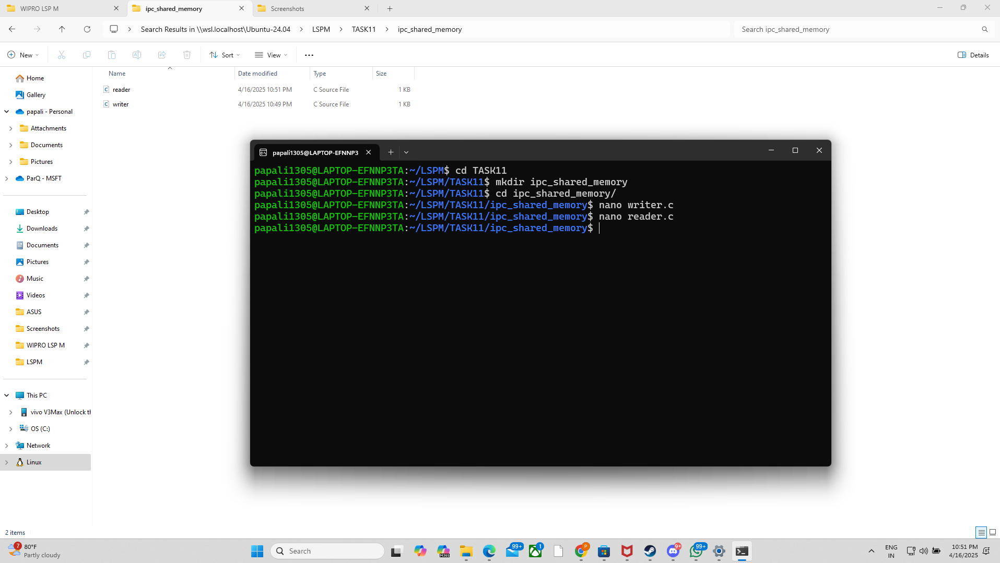 WIPRO LSP M
ipc_shared_memory
Screenshots
Search Results in \\wsl.localhost\Ubuntu-24.04 > LSPM > TASK11 > ipc_shared_memory
Search ipc_shared_memory
New
Sort
View
Details
Name Date modified Type Size
reader 4/16/2025 10:51 PM C Source File 1 KB
writer 4/16/2025 10:49 PM C Source File 1 KB
Home
Gallery
papali - Personal
Attachments
Documents
Pictures
ParQ - MSFT
Desktop
Downloads
Documents
Pictures
Music
Videos
ASUS
Screenshots
WIPRO LSP M
LSPM
This PC
vivo V3Max (Unlock th
OS (C:)
Network
Linux
papali1305@LAPTOP-EFNNP3
papali1305@LAPTOP-EFNNP3TA:~/LSPM$ cd TASK11
papali1305@LAPTOP-EFNNP3TA:~/LSPM/TASK11$ mkdir ipc_shared_memory
papali1305@LAPTOP-EFNNP3TA:~/LSPM/TASK11$ cd ipc_shared_memory/
papali1305@LAPTOP-EFNNP3TA:~/LSPM/TASK11/ipc_shared_memory$ nano writer.c
papali1305@LAPTOP-EFNNP3TA:~/LSPM/TASK11/ipc_shared_memory$ nano reader.c
papali1305@LAPTOP-EFNNP3TA:~/LSPM/TASK11/ipc_shared_memory$
2 items
7
80°F
Partly cloudy
Search
M365
99+
1
P
9+
99+
ENG
IN
10:51 PM
4/16/2025